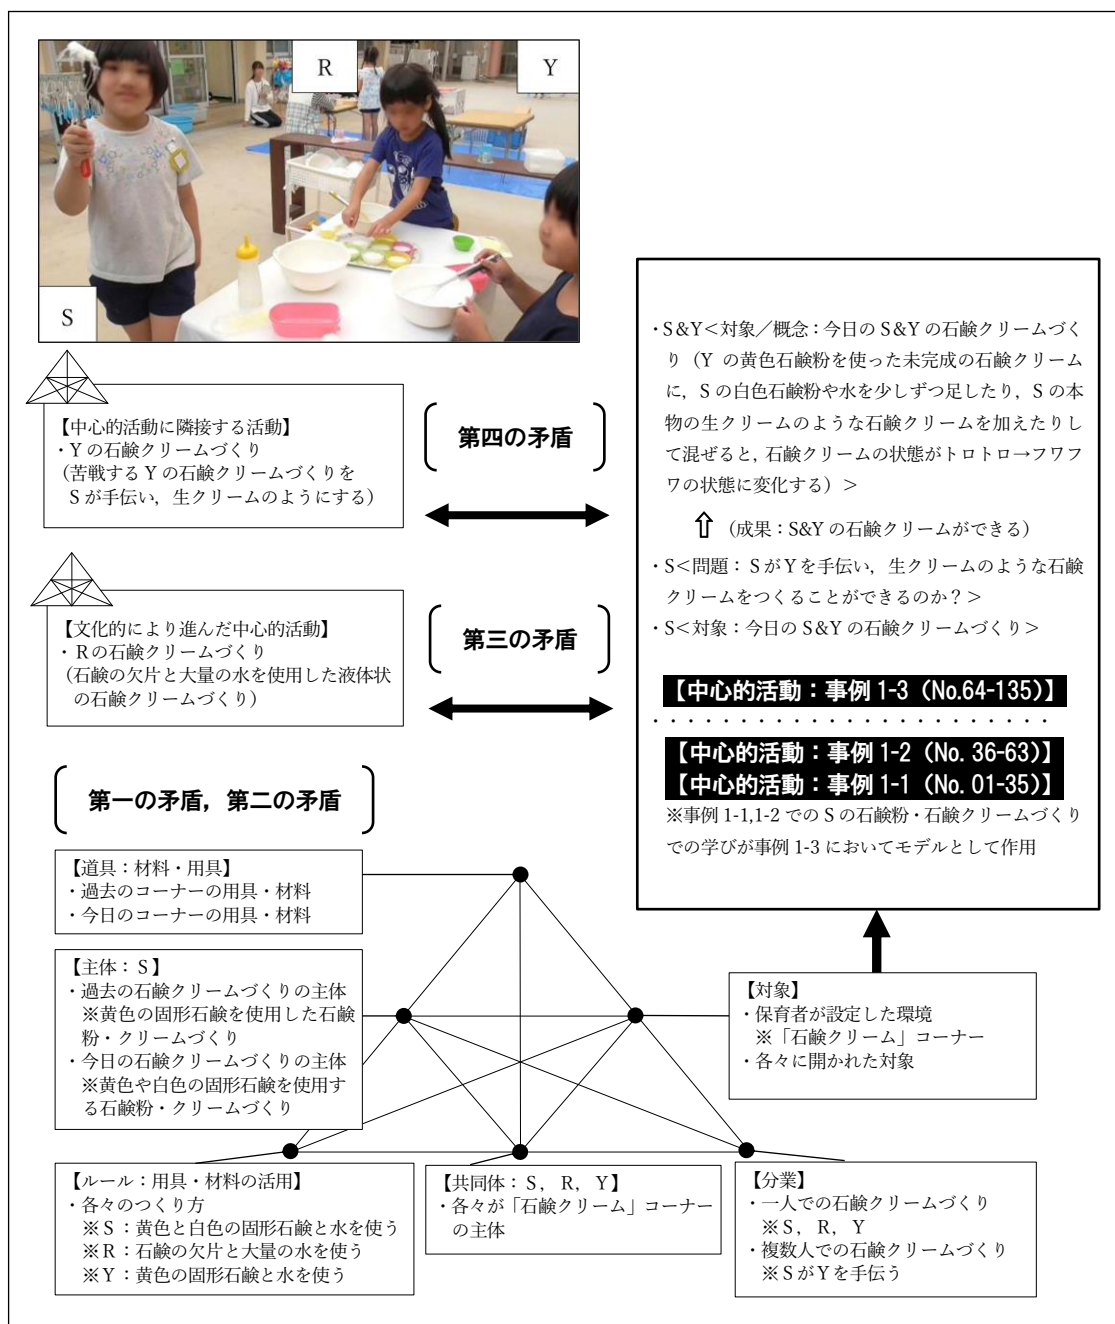 R
Y
S
【中心的活動に隣接する活動】
・Yの石鹸クリームづくり
（苦戦するYの石鹸クリームづくりを
Sが手伝い，生クリームのようにする）
第四の矛盾
【文化的により進んだ中心的活動】
・Rの石鹸クリームづくり
（石鹸の欠片と大量の水を使用した液体状
の石鹸クリームづくり）
第三の矛盾
・S&Y＜対象／概念：今日のS&Yの石鹸クリームづく
り（Yの黄色石鹸粉を使った未完成の石鹸クリーム
に，Sの白色石鹸粉や水を少しずつ足したり，Sの本
物の生クリームのような石鹸クリームを加えたりし
て混ぜると，石鹸クリームの状態がトロトロ→フワフ
ワの状態に変化する）＞
⇧（成果：S&Yの石鹸クリームができる）
・S＜問題：SがYを手伝い，生クリームのような石鹸
クリームをつくることができるのか？＞
・S＜対象：今日のS&Yの石鹸クリームづくり＞
【中心的活動：事例1-3（No.64-135）】
・・・・・・・・・・・・・・・・・・・・・・・・
【中心的活動：事例1-2（No. 36-63）】
【中心的活動：事例1-1（No. 01-35）】
※事例1-1,1-2でのSの石鹸粉・石鹸クリームづくり
での学びが事例1-3においてモデルとして作用
第一の矛盾，第二の矛盾
【道具：材料・用具】
・過去のコーナーの用具・材料
・今日のコーナーの用具・材料
【主体：S】
・過去の石鹸クリームづくりの主体
※黄色の固形石鹸を使用した石鹸
粉・クリームづくり
・今日の石鹸クリームづくりの主体
※黄色や白色の固形石鹸を使用す
る石鹸粉・クリームづくり
【対象】
・保育者が設定した環境
※「石鹸クリーム」コーナー
・各々に開かれた対象
【ルール：用具・材料の活用】
・各々のつくり方
※S：黄色と白色の固形石鹸と水を使う
※R：石鹸の欠片と大量の水を使う
※Y：黄色の固形石鹸と水を使う
【共同体：S，R，Y】
・各々が「石鹸クリーム」コーナー
の主体
【分業】
・一人での石鹸クリームづくり
※S，R，Y
・複数人での石鹸クリームづくり
※SがYを手伝う